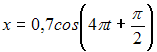 x = 0,7cos(4πt + π/2)